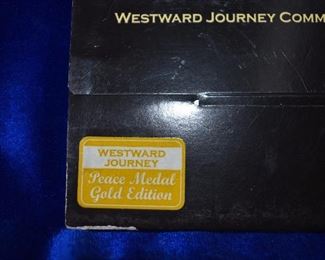 WESTWARD JOURNEY COMM
WESTWARD
JOURNEY
Peace Medal
Gold Edition